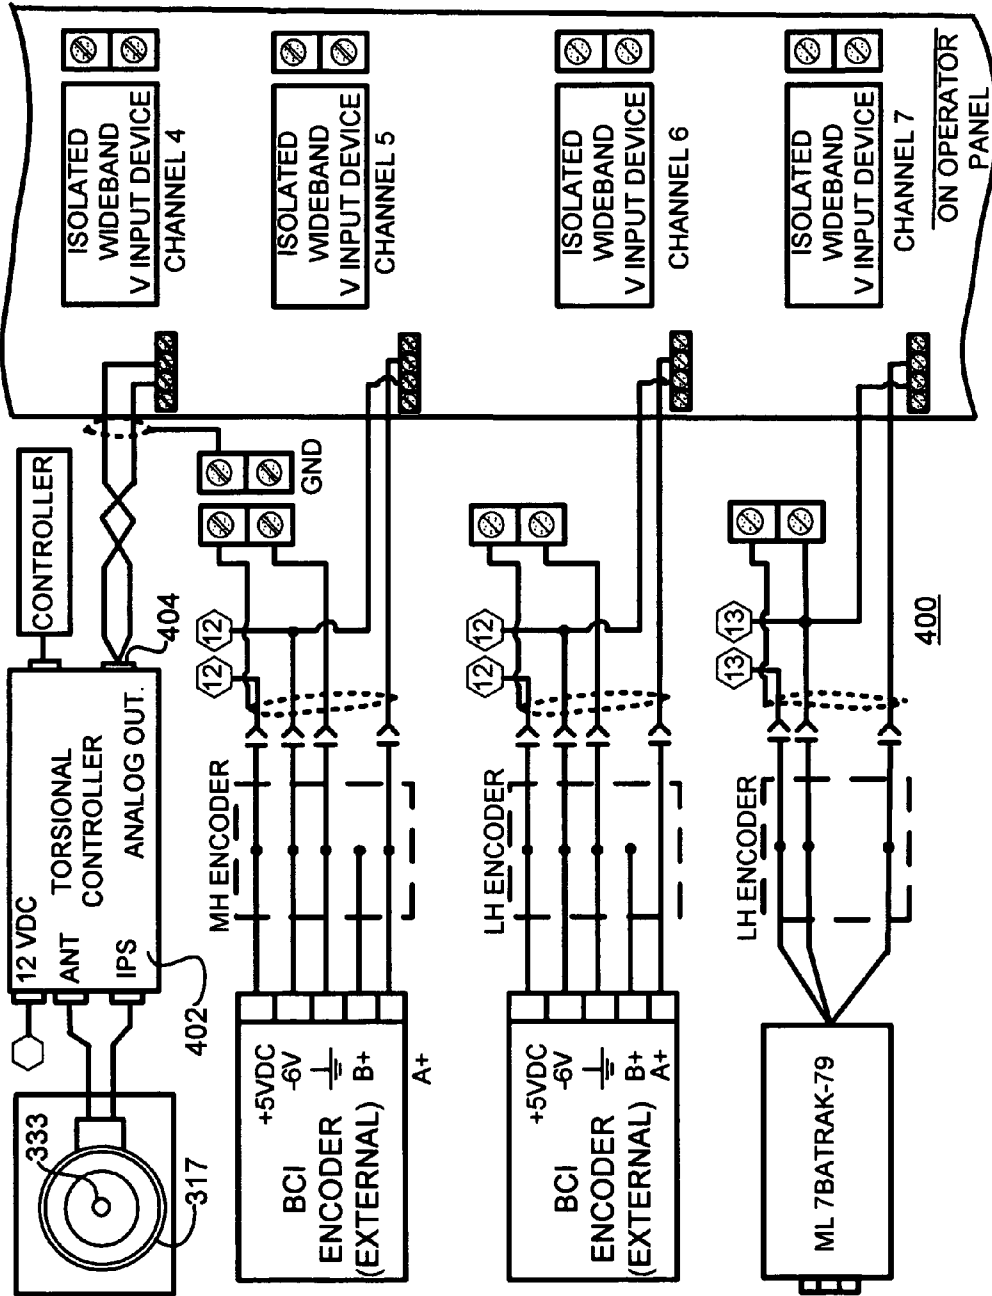 ISOLATED
WIDEBAND
V INPUT DEVICE
CHANNEL 4
ISOLATED
WIDEBAND
V INPUT DEVICE
CHANNEL 5
ISOLATED
WIDEBAND
V INPUT DEVICE
CHANNEL 6
ISOLATED
WIDEBAND
V INPUT DEVICE
CHANNEL 7
ON OPERATOR
PANEL
CONTROLLER
GND
404
12
12
12
12
13
13
400
12 VDC
ANT
IPS
TORSIONAL
CONTROLLER
ANALOG OUT.
402
MH ENCODER
LH ENCODER
LH ENCODER
333
317
+5VDC
-6V
B+
A+
BCI
ENCODER
(EXTERNAL)
+5VDC
-6V
B+
A+
BCI
ENCODER
(EXTERNAL)
ML 7BATRAK-79